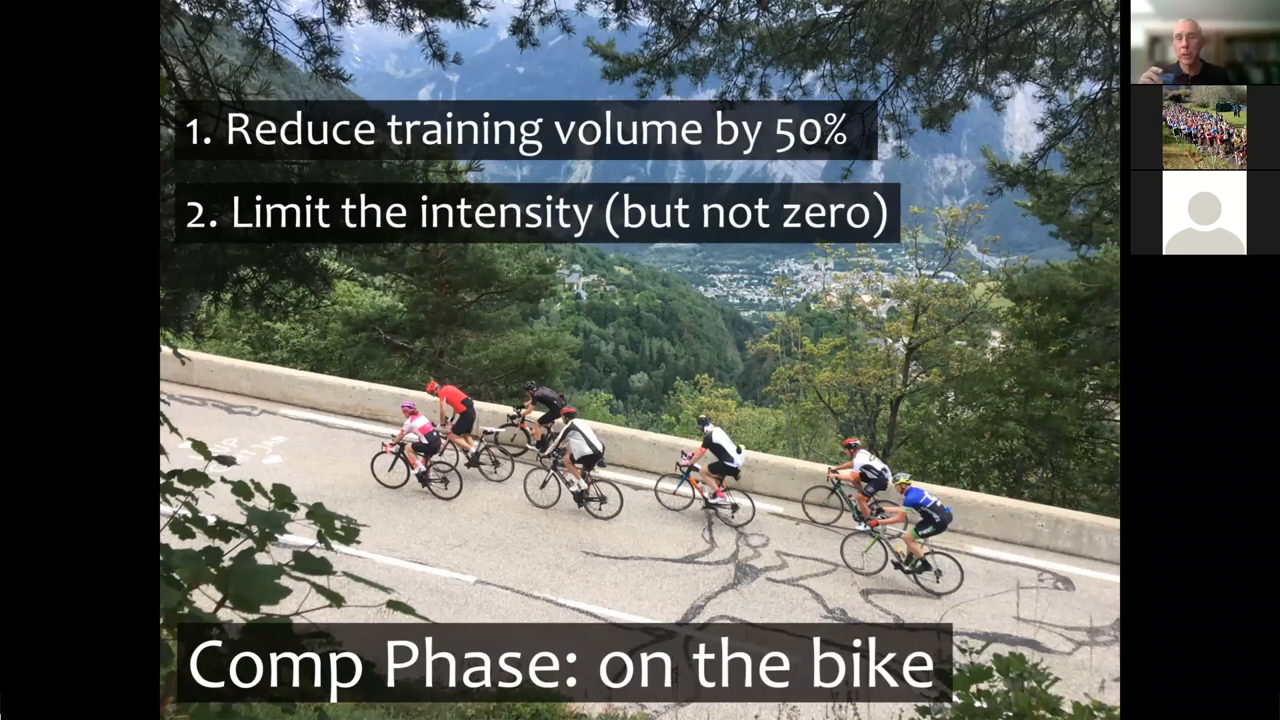 1. Reduce training volume by 50%
2. Limit the intensity (but not zero)
Comp Phase: on the bike